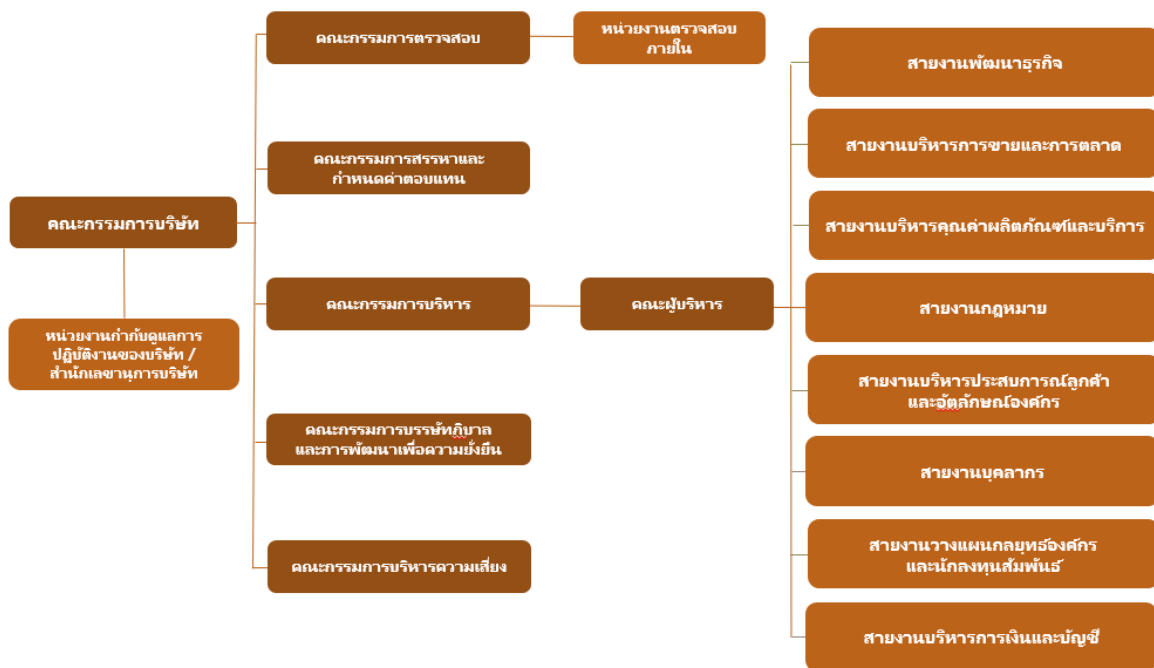 คณะกรรมการบริษัท
หน่วยงานกำกับดูแลการ
ปฏิบัติงานของบริษัท /
สำนักเลขานุการบริษัท
คณะกรรมการตรวจสอบ
หน่วยงานตรวจสอบ
ภายใน
คณะกรรมการสรรหาและ
กำหนดค่าตอบแทน
คณะกรรมการบริหาร
คณะผู้บริหาร
คณะกรรมการบรรษัทภิบาล
และการพัฒนาเพื่อความยั่งยืน
คณะกรรมการบริหารความเสี่ยง
สายงานพัฒนาธุรกิจ
สายงานบริหารการขายและการตลาด
สายงานบริหารคุณค่าผลิตภัณฑ์และบริการ
สายงานกฎหมาย
สายงานบริหารประสบการณ์ลูกค้า
และอัตลักษณ์องค์กร
สายงานบุคลากร
สายงานวางแผนกลยุทธ์องค์กร
และนักลงทุนสัมพันธ์
สายงานบริหารการเงินและบัญชี